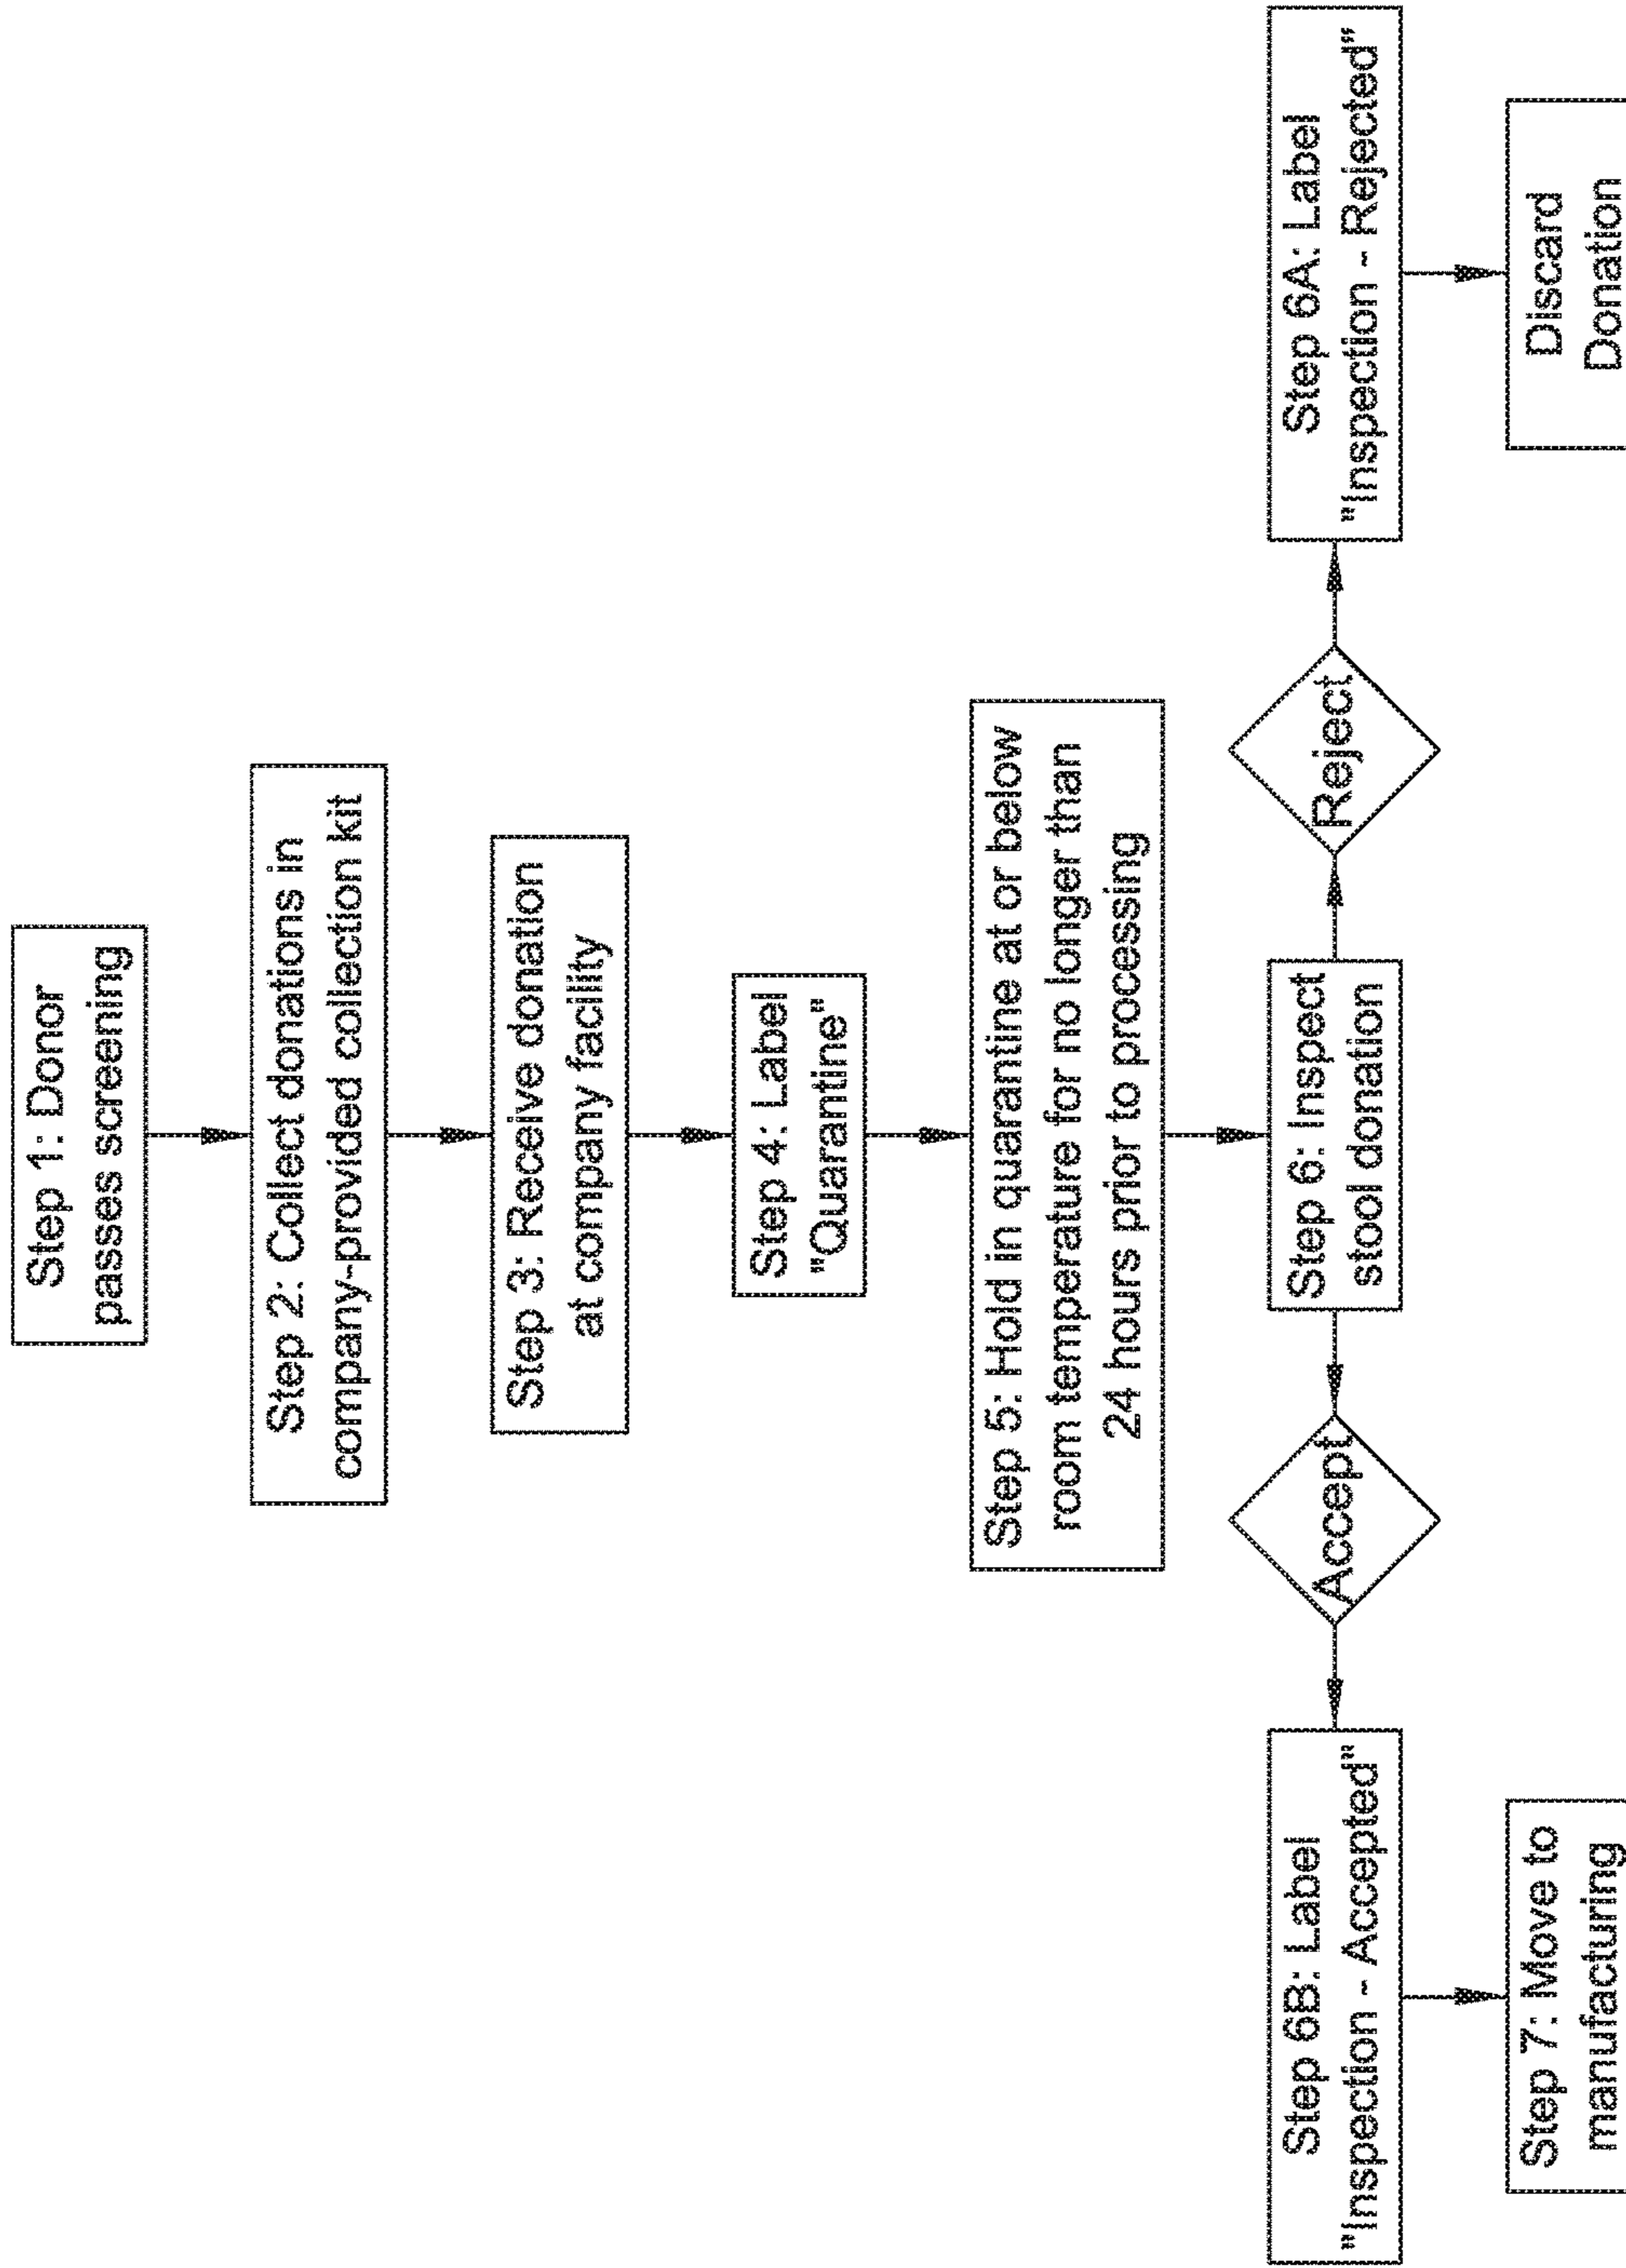 Step 1: Donor
passes screening
Step 2: Collect donations in
company-provided collection kit
Step 3: Receive donation
at company facility
Step 4: Label
"Quarantine"
Step 5: Hold in quarantine at or below
room temperature for no longer than
24 hours prior to processing
Step 6: Inspect
stool donation
Accept
Reject
Step 6B: Label
"Inspection - Accepted"
Step 6A: Label
"Inspection - Rejected"
Step 7: Move to
manufacturing
Discard
Donation